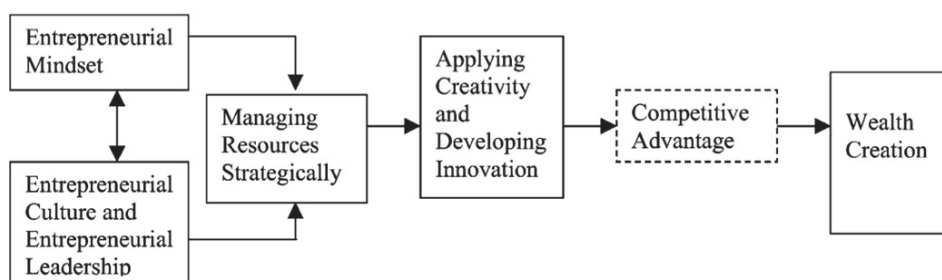 Entrepreneurial
Mindset
Entrepreneurial
Culture and
Entrepreneurial
Leadership
Managing
Resources
Strategically
Applying
Creativity
and
Developing
Innovation
Competitive
Advantage
Wealth
Creation